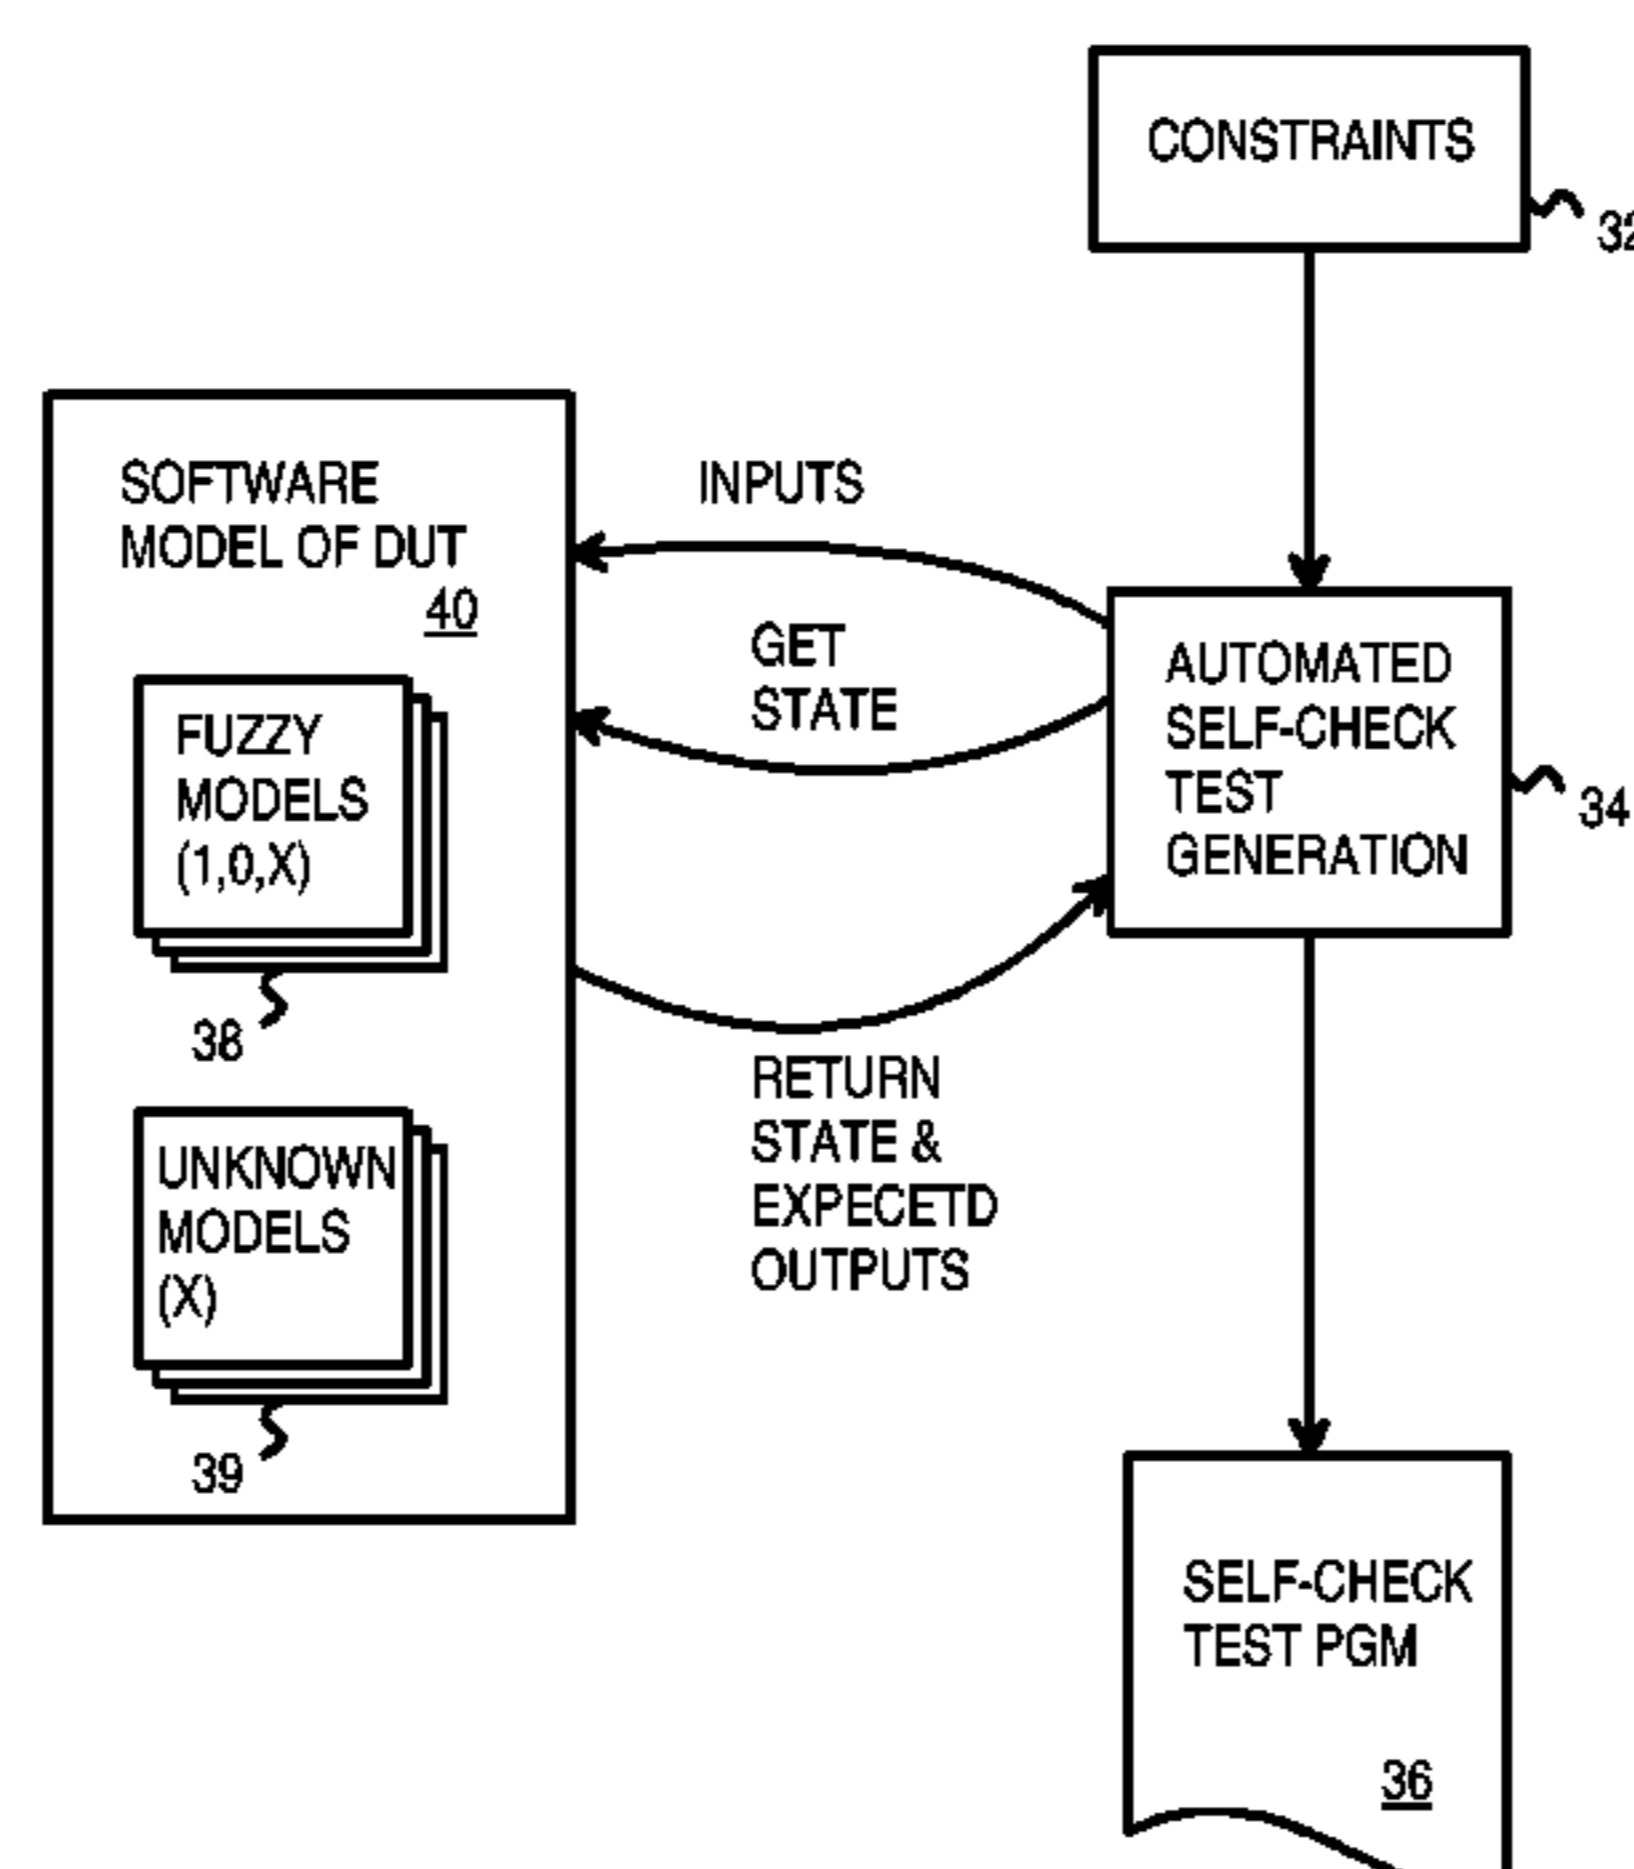 CONSTRAINTS
32
SOFTWARE
MODEL OF DUT
40
FUZZY
MODELS
(1,0,X)
38
UNKNOWN
MODELS
(X)
39
INPUTS
GET
STATE
RETURN
STATE &
EXPECETD
OUTPUTS
AUTOMATED
SELF-CHECK
TEST
GENERATION
34
SELF-CHECK
TEST PGM
36